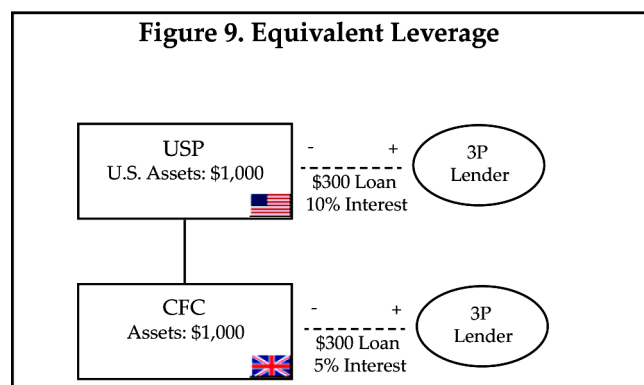 Figure 9. Equivalent Leverage
USP
U.S. Assets: $1,000
- +
$300 Loan
10% Interest
3P
Lender
CFC
Assets: $1,000
- +
$300 Loan
5% Interest
3P
Lender